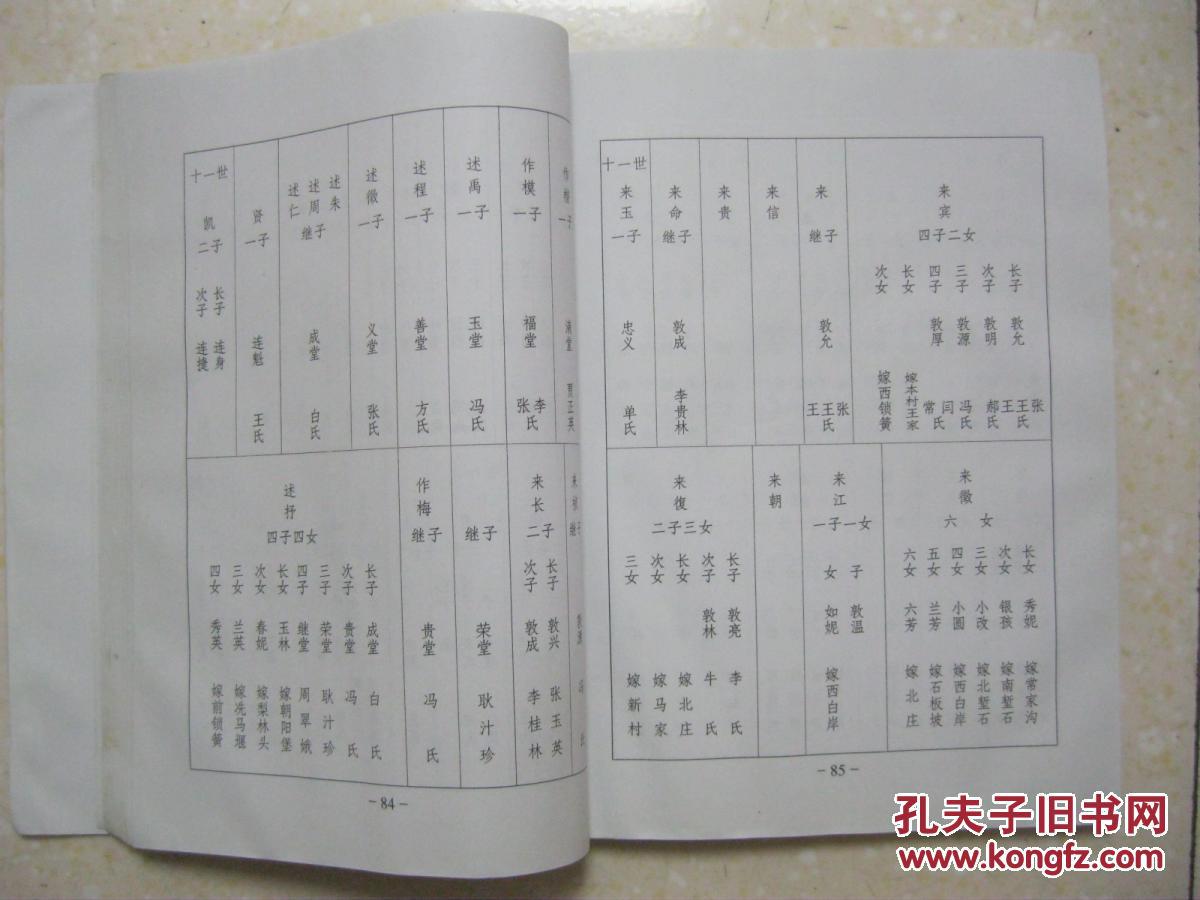 十一世
凯
二子
长子 连身
次子 连捷
贤
一子
连魁
王氏
述朱
述周
述仁
继子
成堂
白氏
述徵
一子
义堂
张氏
述程
一子
善堂
方氏
述禹
一子
玉堂
冯氏
作模
一子
福堂
李氏
张氏
作
一子
堂
贾正英
述抒
四子四女
长子 成堂 白氏
次子 贵堂 冯氏
三子 荣堂 耿汁珍
四子 继堂 周翠娥
长女 玉林 嫁朝阳堡
次女 春妮 嫁梨林头
三女 兰英 嫁冼马堰
四女 秀英 嫁前锁簧
作梅
继子
贵堂
冯氏
继子
荣堂
耿汁珍
来长
二子
长子 敦兴 张玉英
次子 敦成 李桂林
来
继子
－84－
十一世
来玉
一子
忠义
单氏
来命
继子
敦成
李贵林
来贵
来信
来
继子
敦允
张氏
王氏
王
来宾
四子二女
长子 敦允 张 王氏 王
次子 敦明 郝氏
三子 敦源 冯氏 闫
四子 敦厚 常氏
长女 嫁本村王家
次女 嫁西锁簧
来復
二子三女
长子 敦亮 李氏
次子 敦林 牛氏
长女 嫁北庄
次女 嫁马家
三女 嫁新村
来朝
来江
一子一女
子 敦温
女 如妮 嫁西白岸
来徽
六女
长女 秀妮 嫁常家沟
次女 银孩 嫁南堑石
三女 小改 嫁北堑石
四女 小圆 嫁西白岸
五女 兰芳 嫁石板坡
六女 六芳 嫁北庄
－85－
孔夫子旧书网
www.kongfz.com